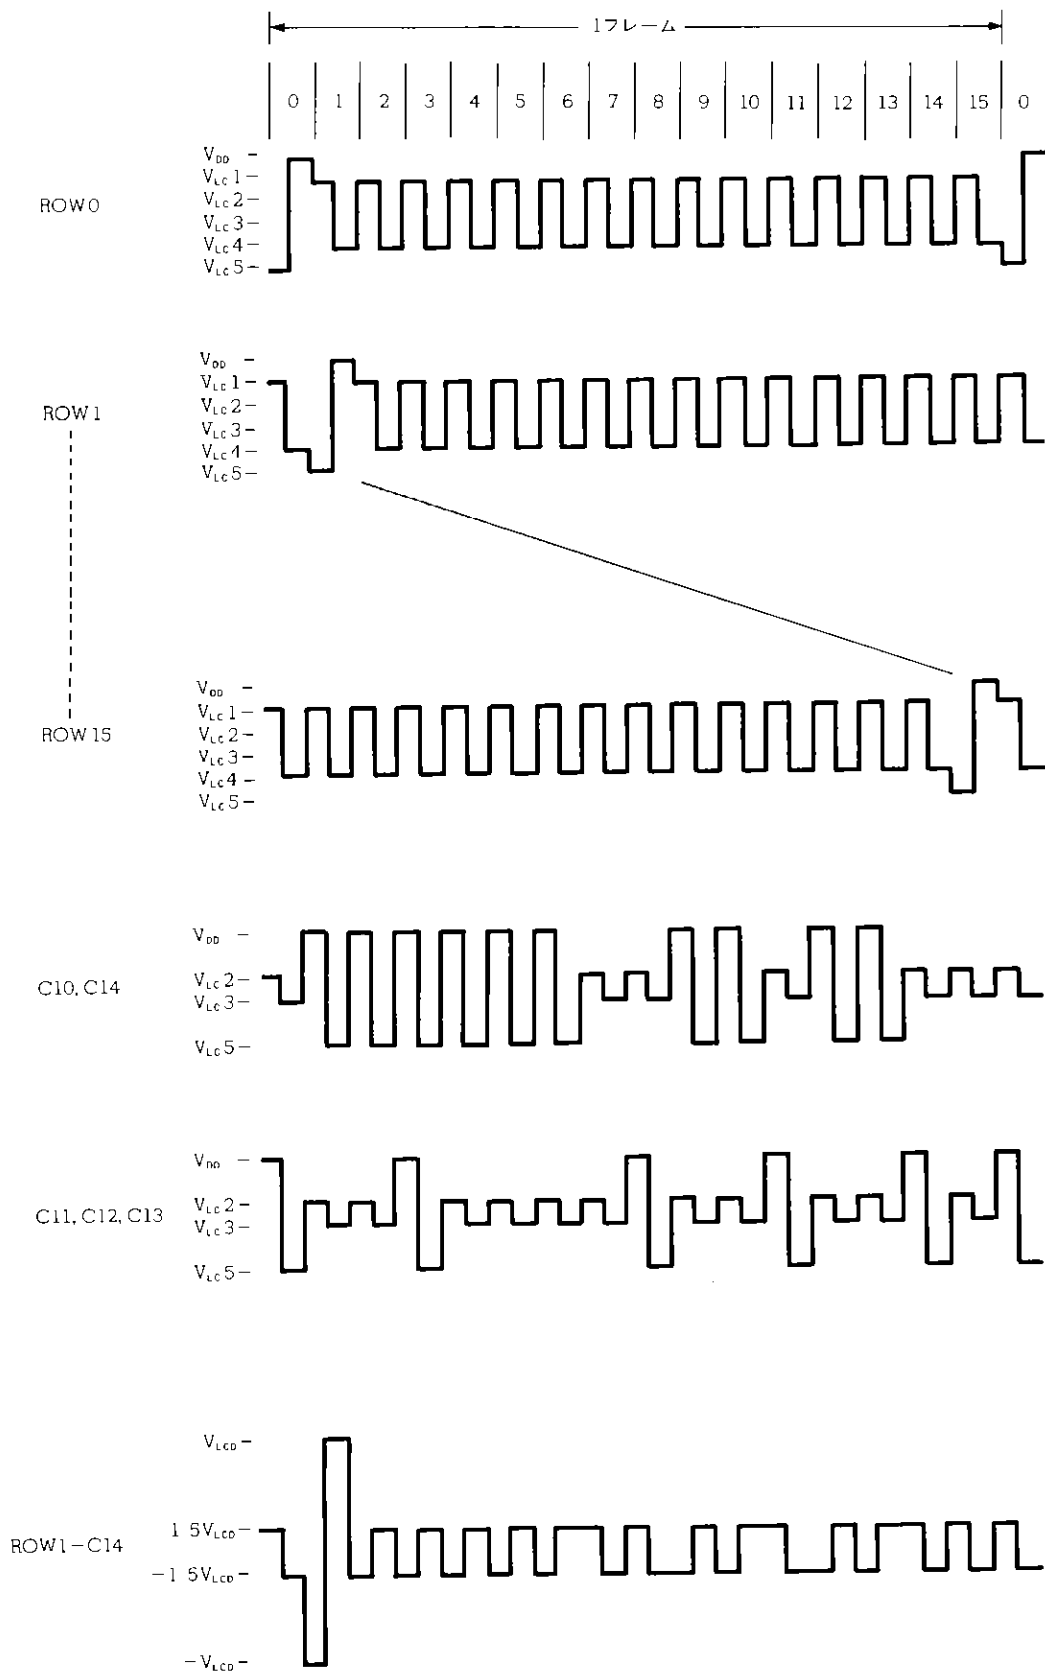 1フレーム
0 1 2 3 4 5 6 7 8 9 10 11 12 13 14 15 0
ROW0
VDD
VLC1
VLC2
VLC3
VLC4
VLC5
ROW1
VDD
VLC1
VLC2
VLC3
VLC4
VLC5
ROW15
VDD
VLC1
VLC2
VLC3
VLC4
VLC5
C10, C14
VDD
VLC2
VLC3
VLC5
C11, C12, C13
VDD
VLC2
VLC3
VLC5
ROW1-C14
VLCD
1 5VLCD
-1 5VLCD
-VLCD